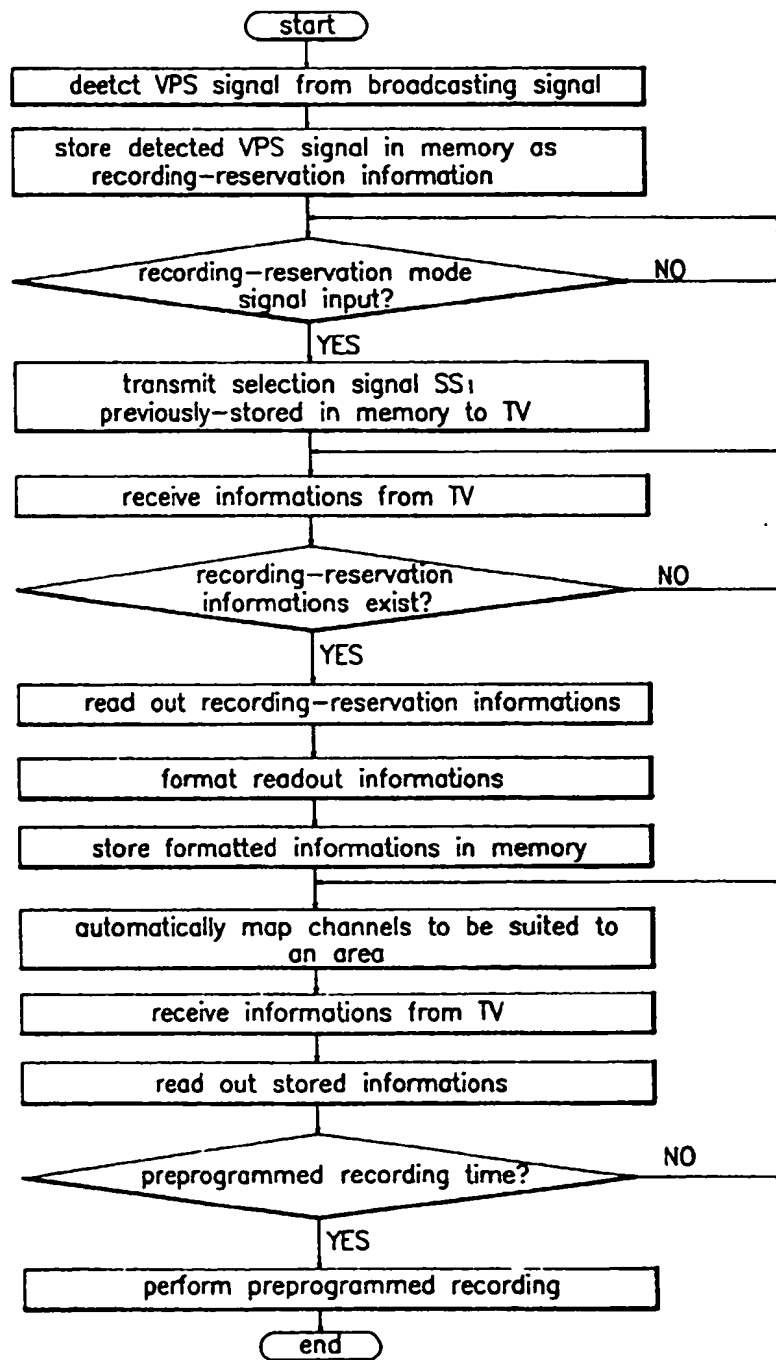 start
deetct VPS signal from broadcasting signal
store detected VPS signal in memory as
recording-reservation information
recording-reservation mode
signal input?
NO
YES
transmit selection signal SS1
previously-stored in memory to TV
receive informations from TV
recording-reservation
informations exist?
NO
YES
read out recording-reservation informations
format readout informations
store formatted informations in memory
automatically map channels to be suited to
an area
receive informations from TV
read out stored informations
preprogrammed recording time?
NO
YES
perform preprogrammed recording
end